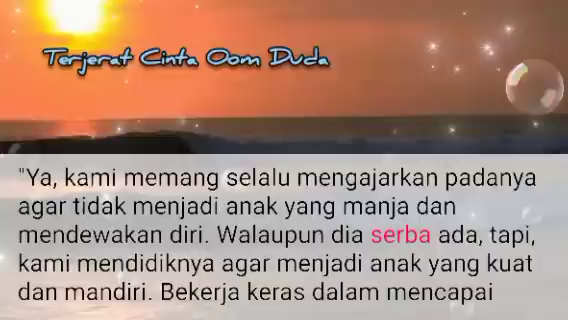 Terjerat Cinta Oom Duda
"Ya, kami memang selalu mengajarkan padanya
agar tidak menjadi anak yang manja dan
mendewakan diri. Walaupun dia serba ada, tapi,
kami mendidiknya agar menjadi anak yang kuat
dan mandiri. Bekerja keras dalam mencapai